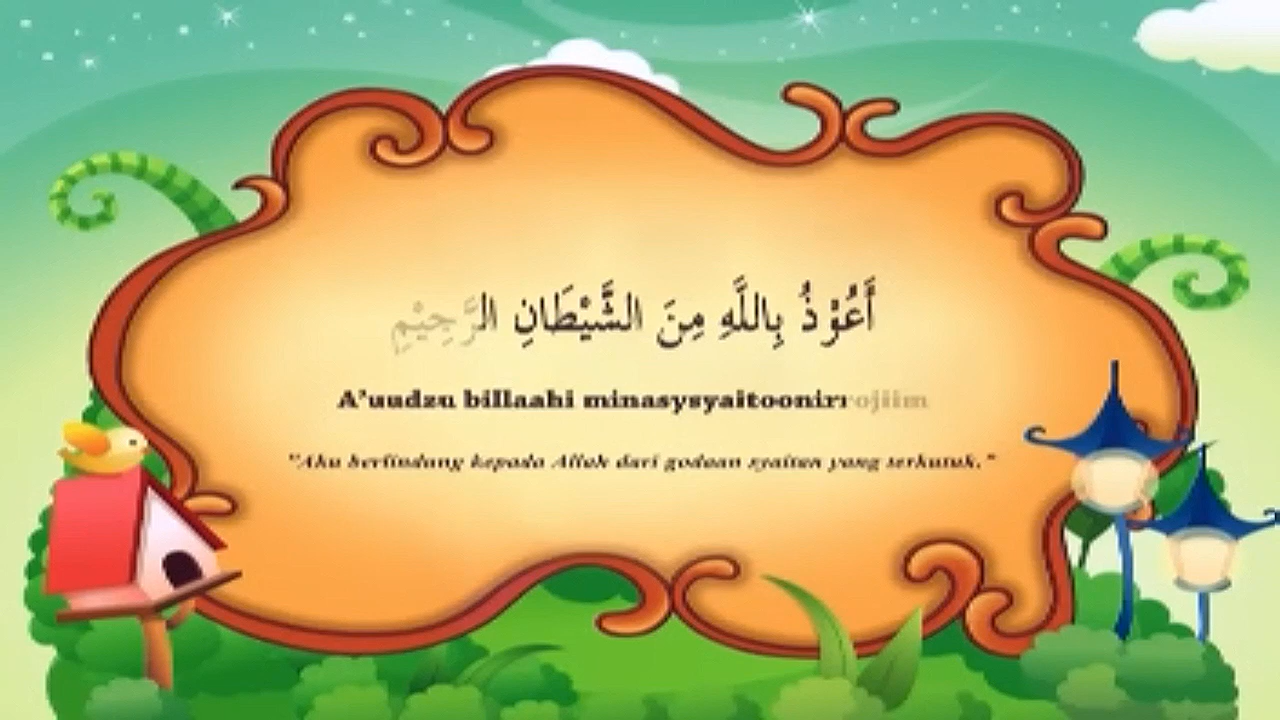 أَعُوْذُ بِاللَّهِ مِنَ الشَّيْطَانِ الرَّجِيْمِ
A'uudzu billaahi minasysyaitoonirrojiim
"Aku berlindung kepada Allah dari godaan syaitan yang terkutuk."